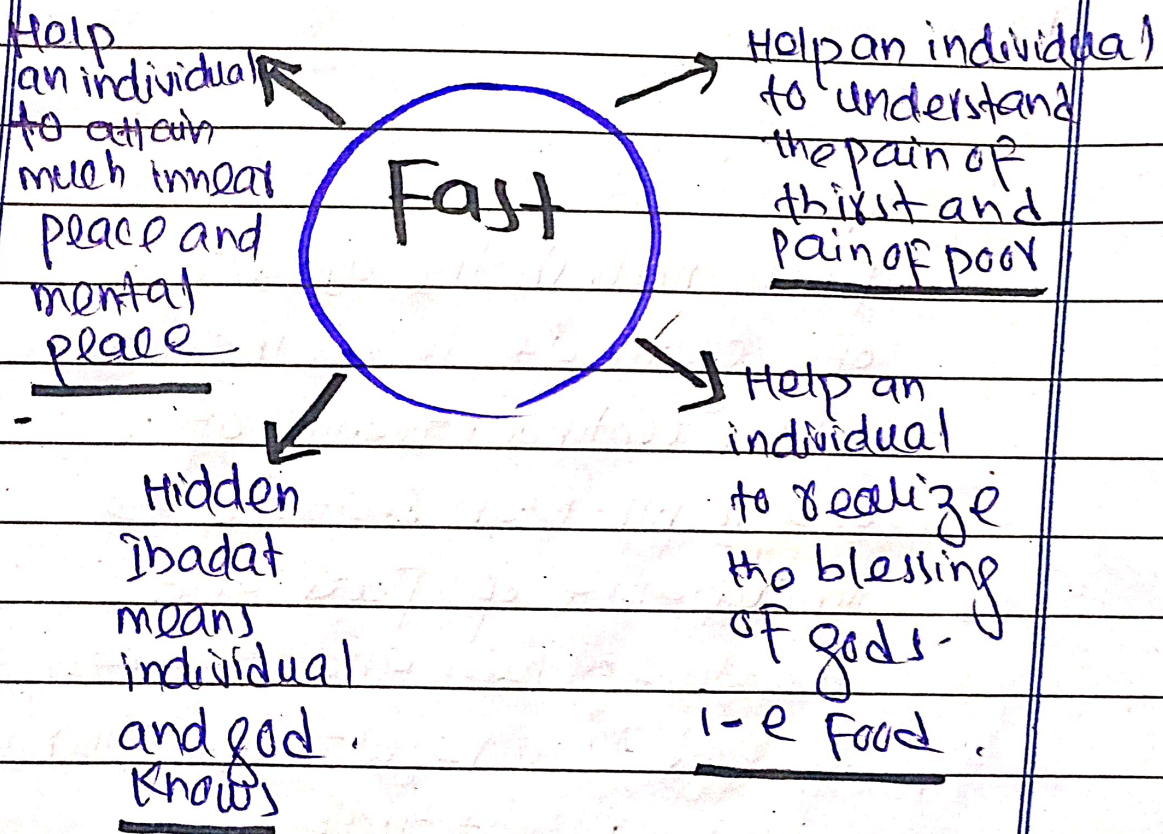 Fast
Help
an individual
to attain
much inner
peace and
mental
peace
Help an individual
to understand
the pain of
thirst and
pain of poor
Hidden
Ibadat
means
individual
and god.
Knows
Help an
individual
to realize
the blessing
of gods.
i-e Food.